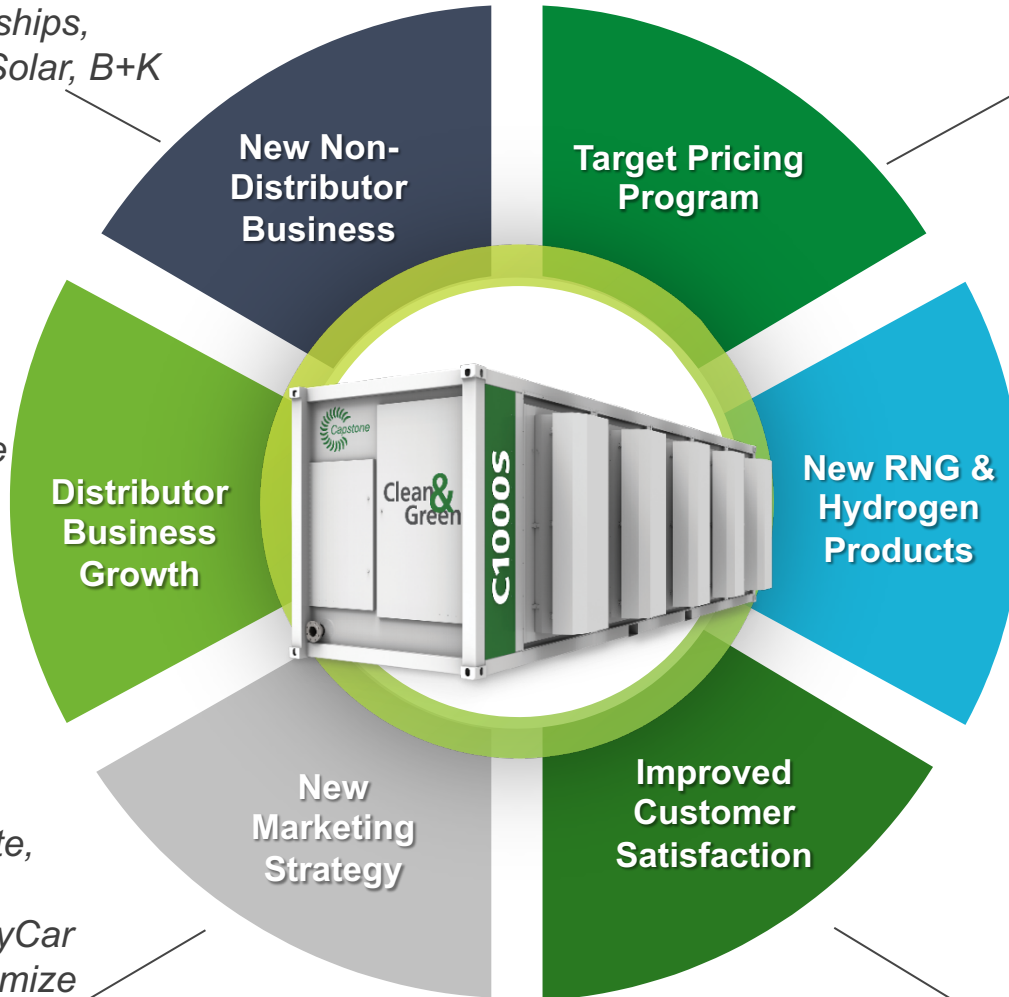 ships,
Solar, B+K
New Non-
Distributor
Business
Target Pricing
Program
e
Distributor
Business
Growth
Capstone
Clean&
Green
C1000S
New RNG &
Hydrogen
Products
te,
yCar
mize
New
Marketing
Strategy
Improved
Customer
Satisfaction